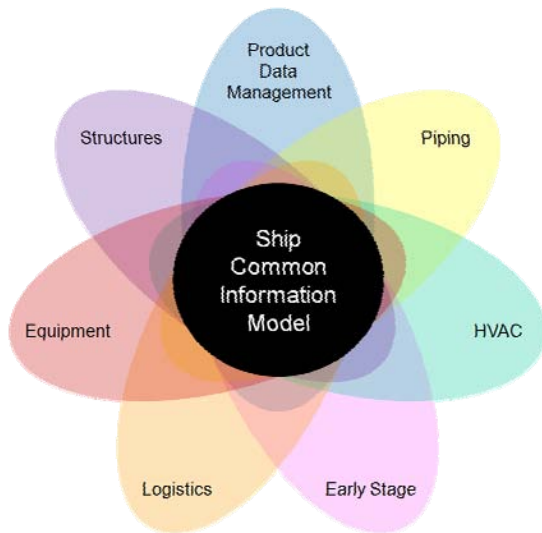 Product
Data
Management
Structures
Piping
Ship
Common
Information
Model
Equipment
HVAC
Logistics
Early Stage